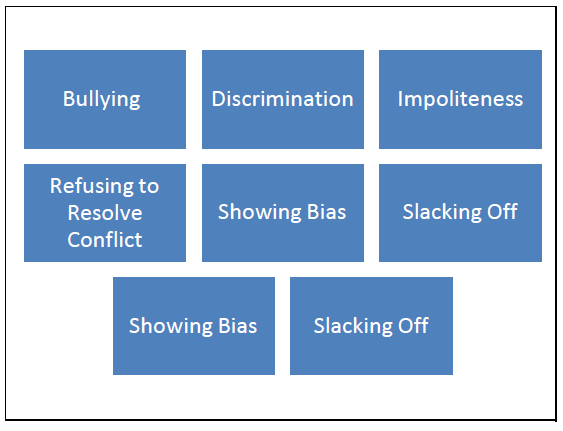 Bullying
Discrimination
Impoliteness
Refusing to
Resolve
Conflict
Showing Bias
Slacking Off
Showing Bias
Slacking Off